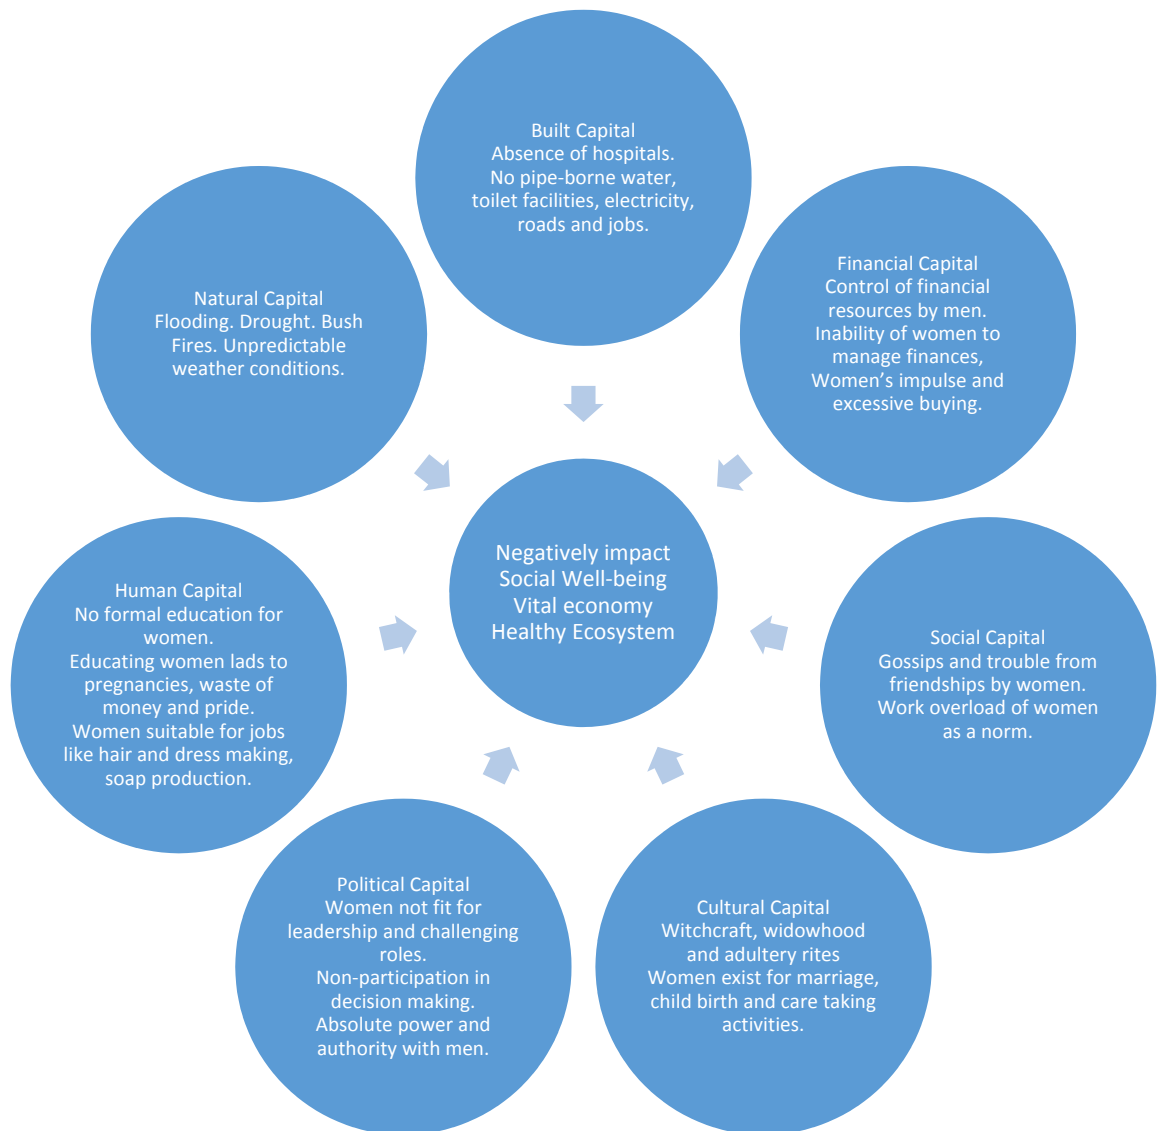 Built Capital
Absence of hospitals.
No pipe-borne water,
toilet facilities, electricity,
roads and jobs.
Financial Capital
Control of financial
resources by men.
Inability of women to
manage finances,
Women’s impulse and
excessive buying.
Social Capital
Gossips and trouble from
friendships by women.
Work overload of women
as a norm.
Cultural Capital
Witchcraft, widowhood
and adultery rites
Women exist for marriage,
child birth and care taking
activities.
Political Capital
Women not fit for
leadership and challenging
roles.
Non-participation in
decision making.
Absolute power and
authority with men.
Human Capital
No formal education for
women.
Educating women lads to
pregnancies, waste of
money and pride.
Women suitable for jobs
like hair and dress making,
soap production.
Natural Capital
Flooding. Drought. Bush
Fires. Unpredictable
weather conditions.
Negatively impact
Social Well-being
Vital economy
Healthy Ecosystem